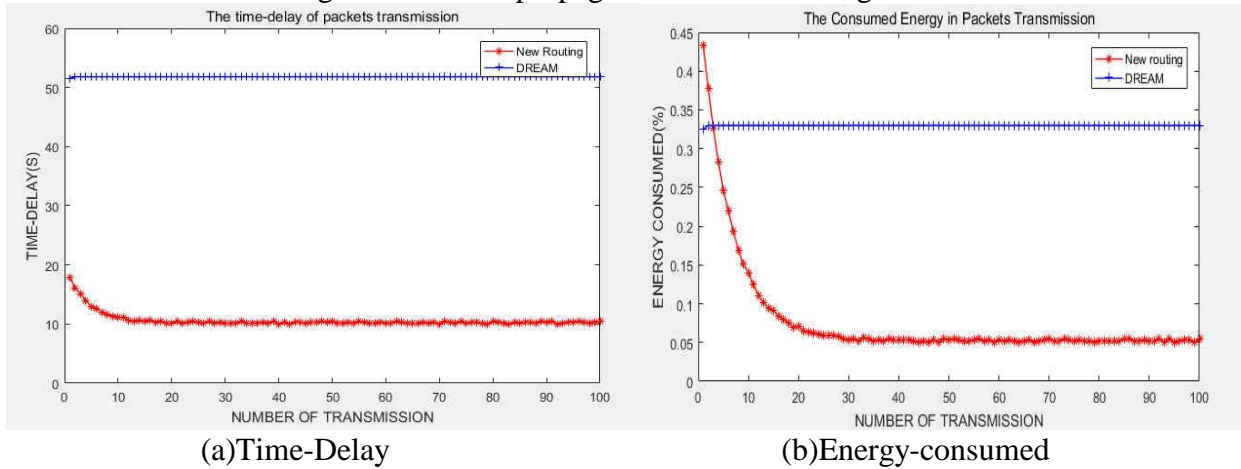 The time-delay of packets transmission
60
50
40
30
20
10
0
TIME-DELAY(S)
New Routing
DREAM
0 10 20 30 40 50 60 70 80 90 100
NUMBER OF TRANSMISSION
(a)Time-Delay
The Consumed Energy in Packets Transmission
0.45
0.4
0.35
0.3
0.25
0.2
0.15
0.1
0.05
0
ENERGY CONSUMED(%)
New routing
DREAM
0 10 20 30 40 50 60 70 80 90 100
NUMBER OF TRANSMISSION
(b)Energy-consumed